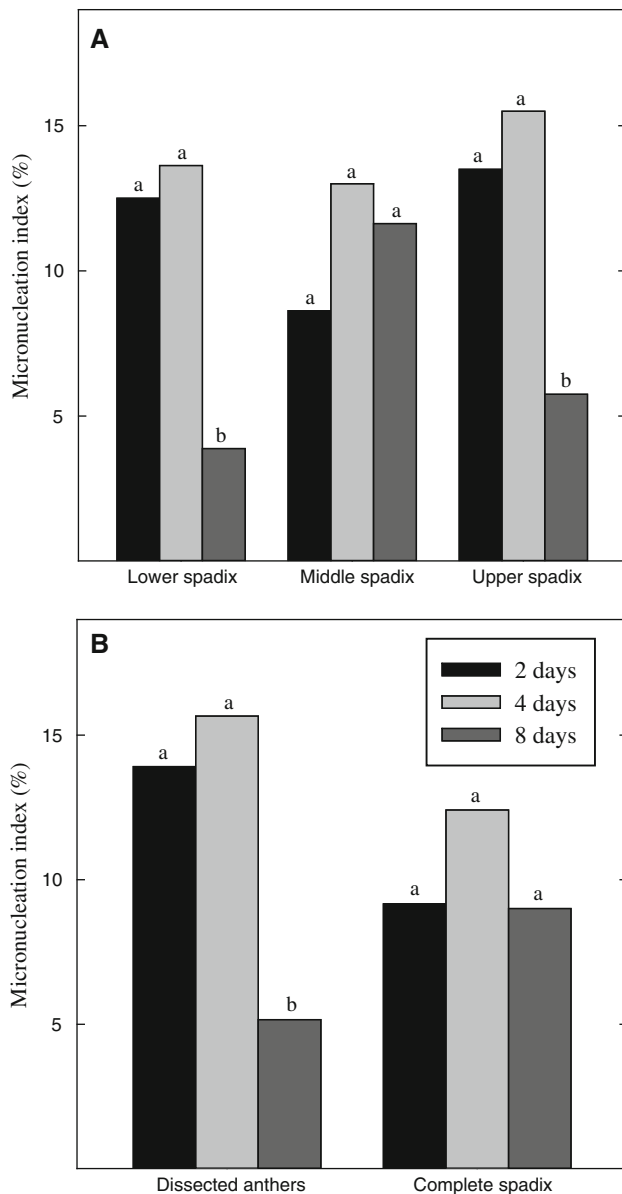 A
Micronucleation index (%)
15
10
5
a
a
b
a
a
a
a
a
b
Lower spadix
Middle spadix
Upper spadix
B
Micronucleation index (%)
15
10
5
2 days
4 days
8 days
a
a
b
a
a
a
Dissected anthers
Complete spadix